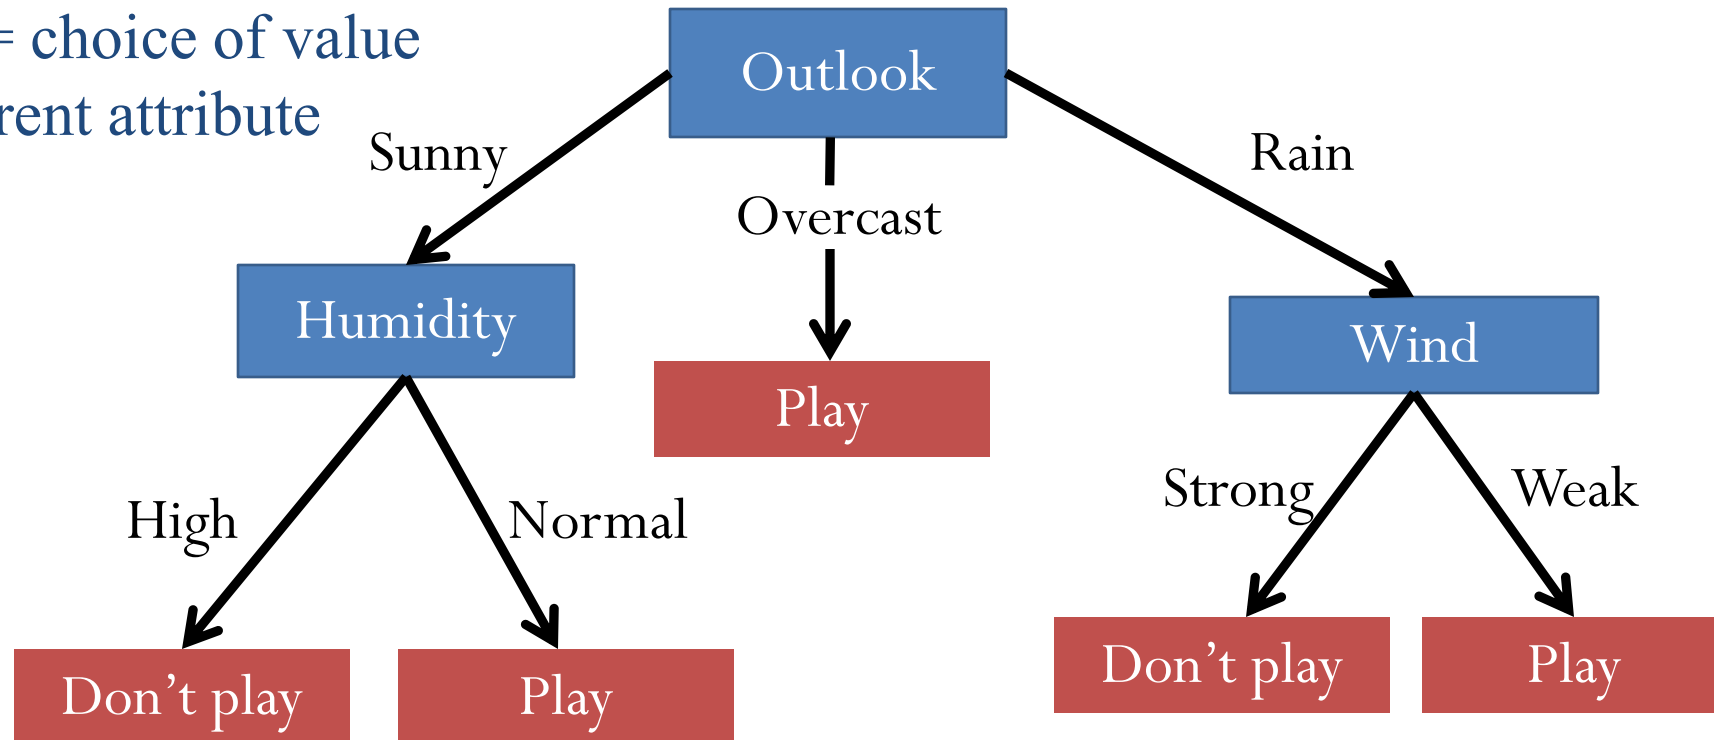 = choice of value
rent attribute
Outlook
Sunny
Overcast
Rain
Humidity
Wind
Play
High
Normal
Strong
Weak
Don’t play
Play
Don’t play
Play